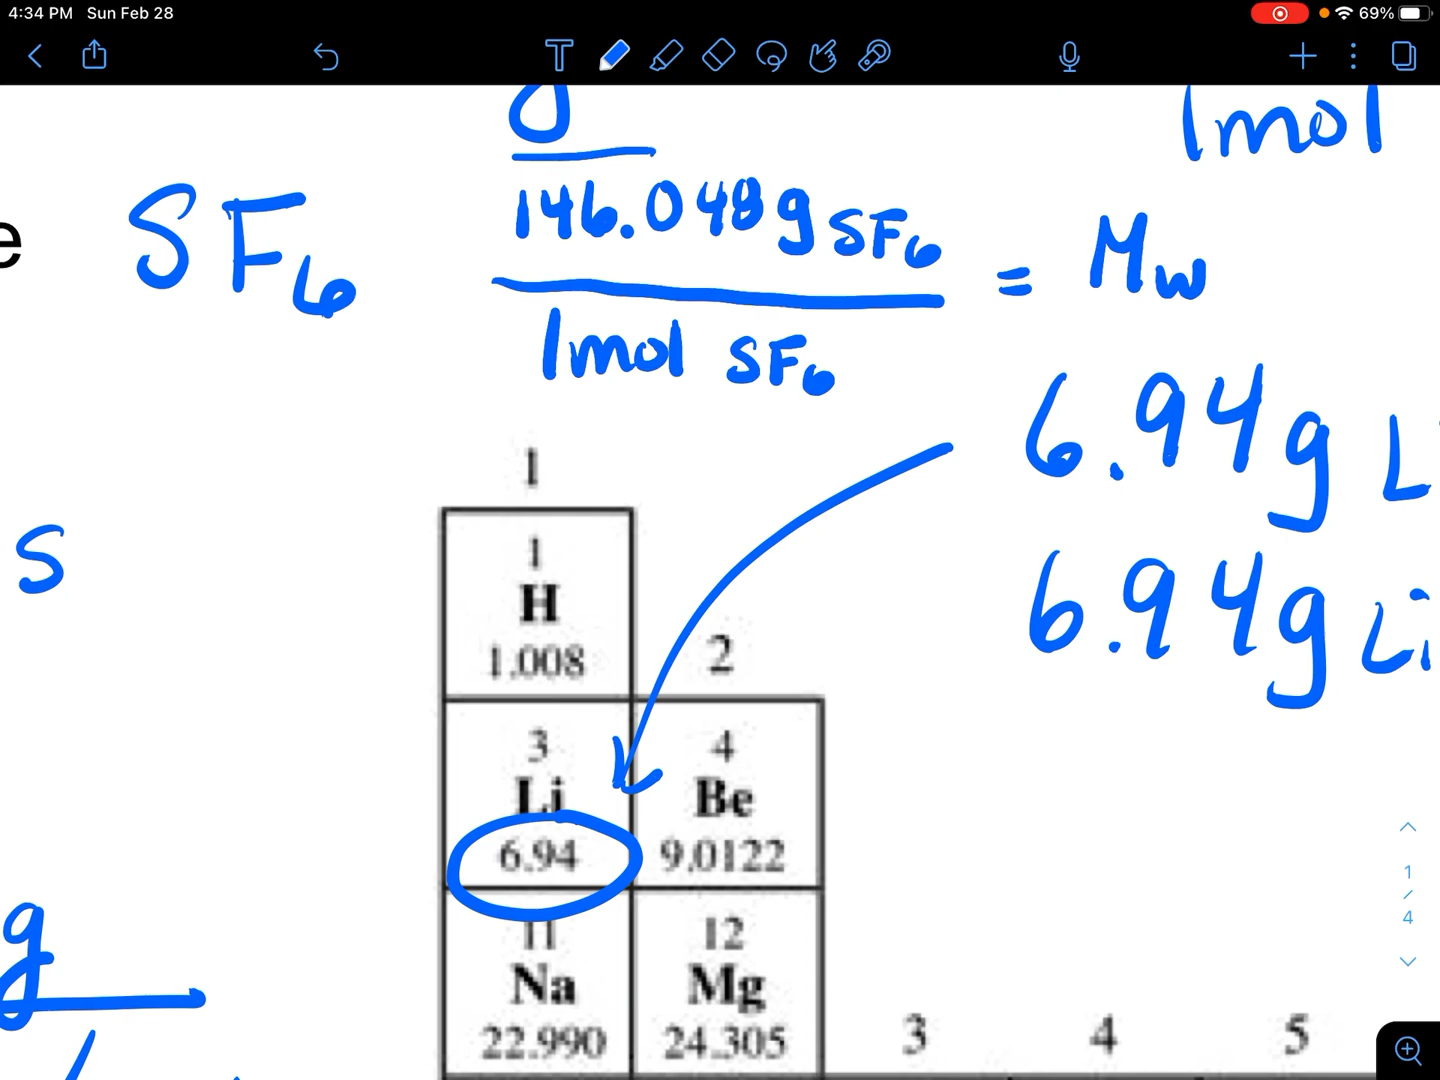 4:34 PM Sun Feb 28
69%
1mol
e SF6 146.048g SF6 = Mw
1mol SF6
6.94g L
6.94g Li
s
g
1
1
H
1.008
2
3
Li
6.94
4
Be
9.0122
11
Na
22.990
12
Mg
24.305
3
4
5
1
/
4